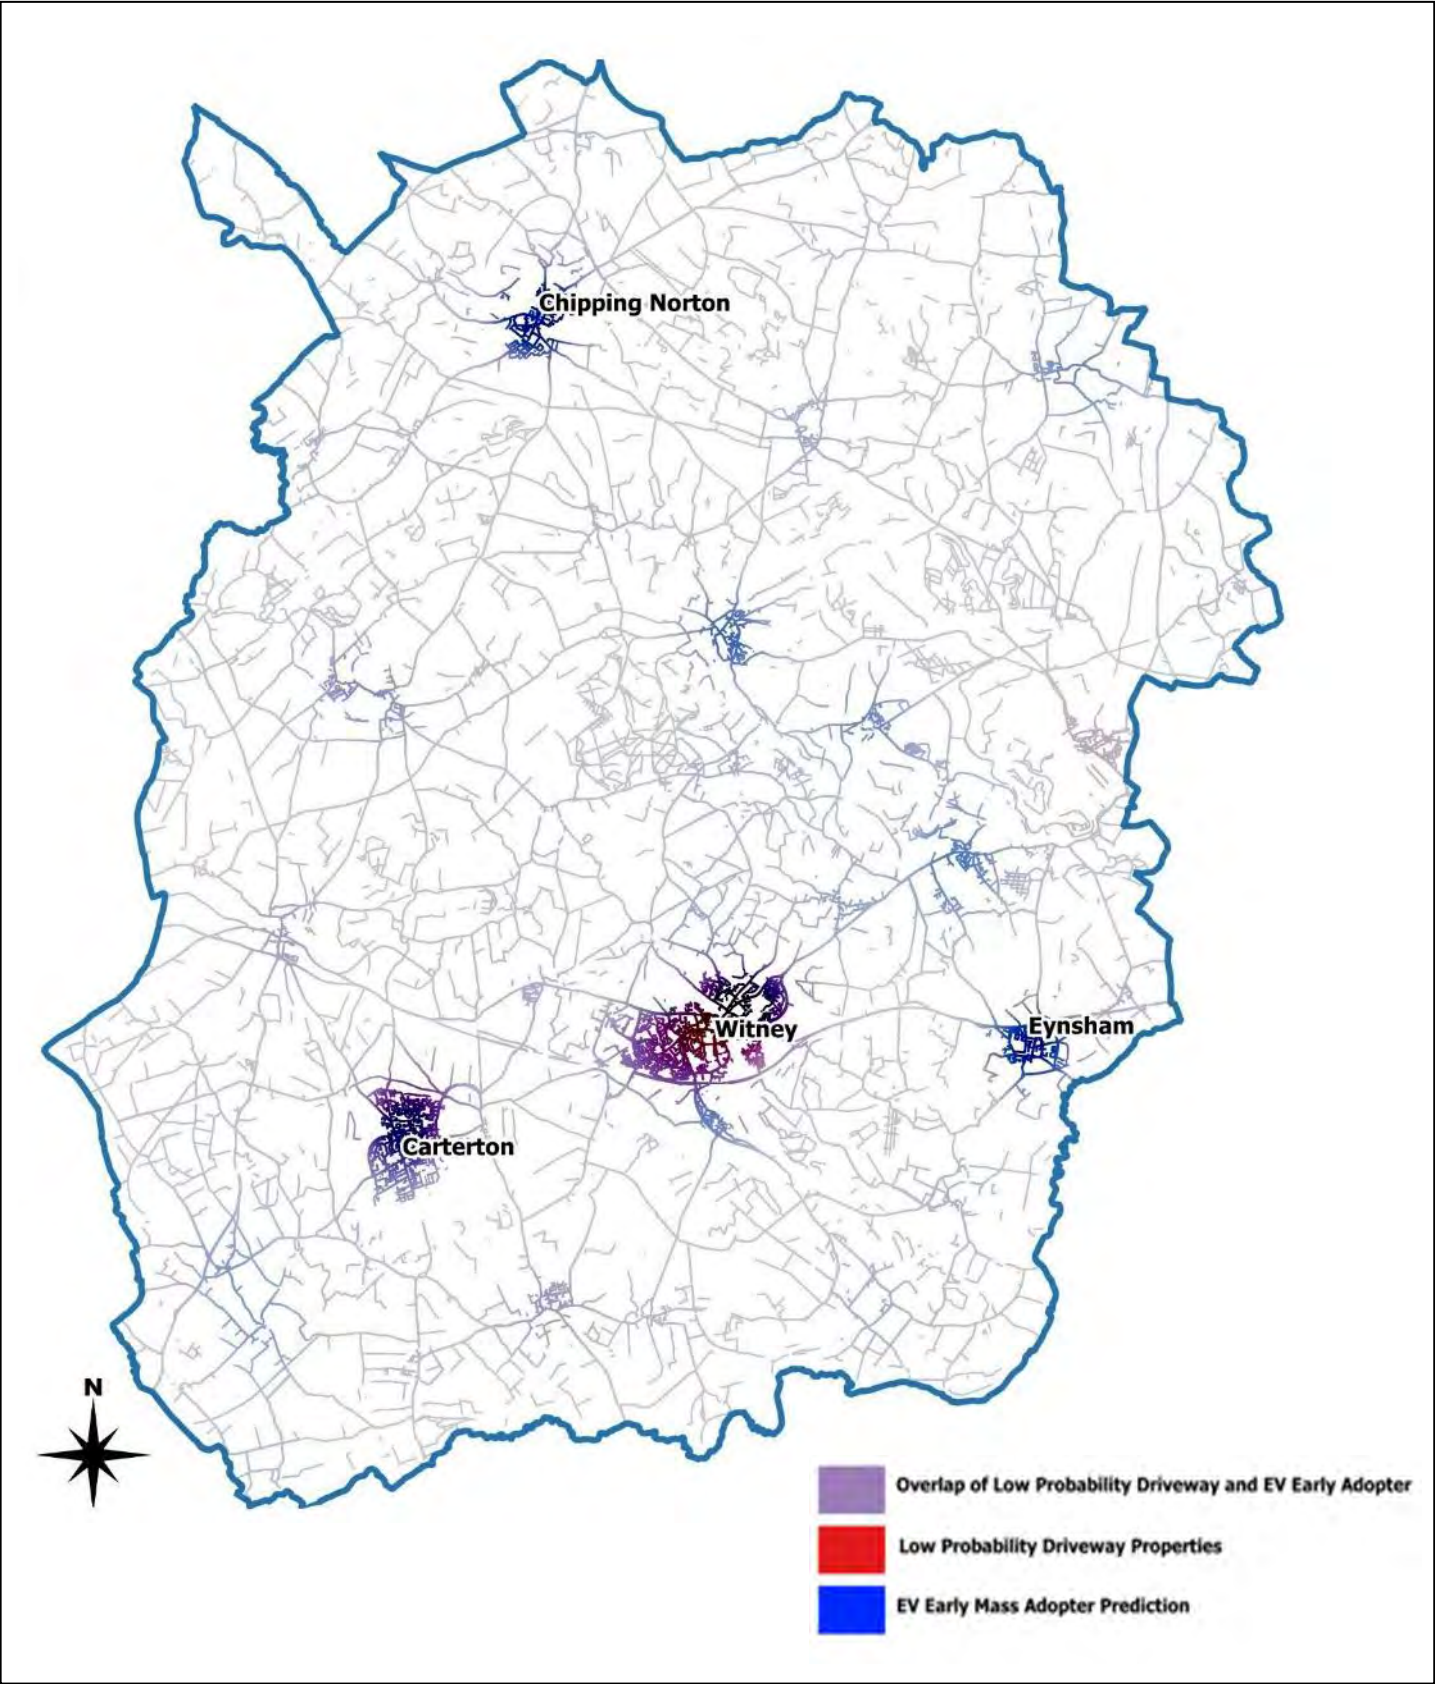 Chipping Norton
Witney
Eynsham
Carterton
N
Overlap of Low Probability Driveway and EV Early Adopter
Low Probability Driveway Properties
EV Early Mass Adopter Prediction